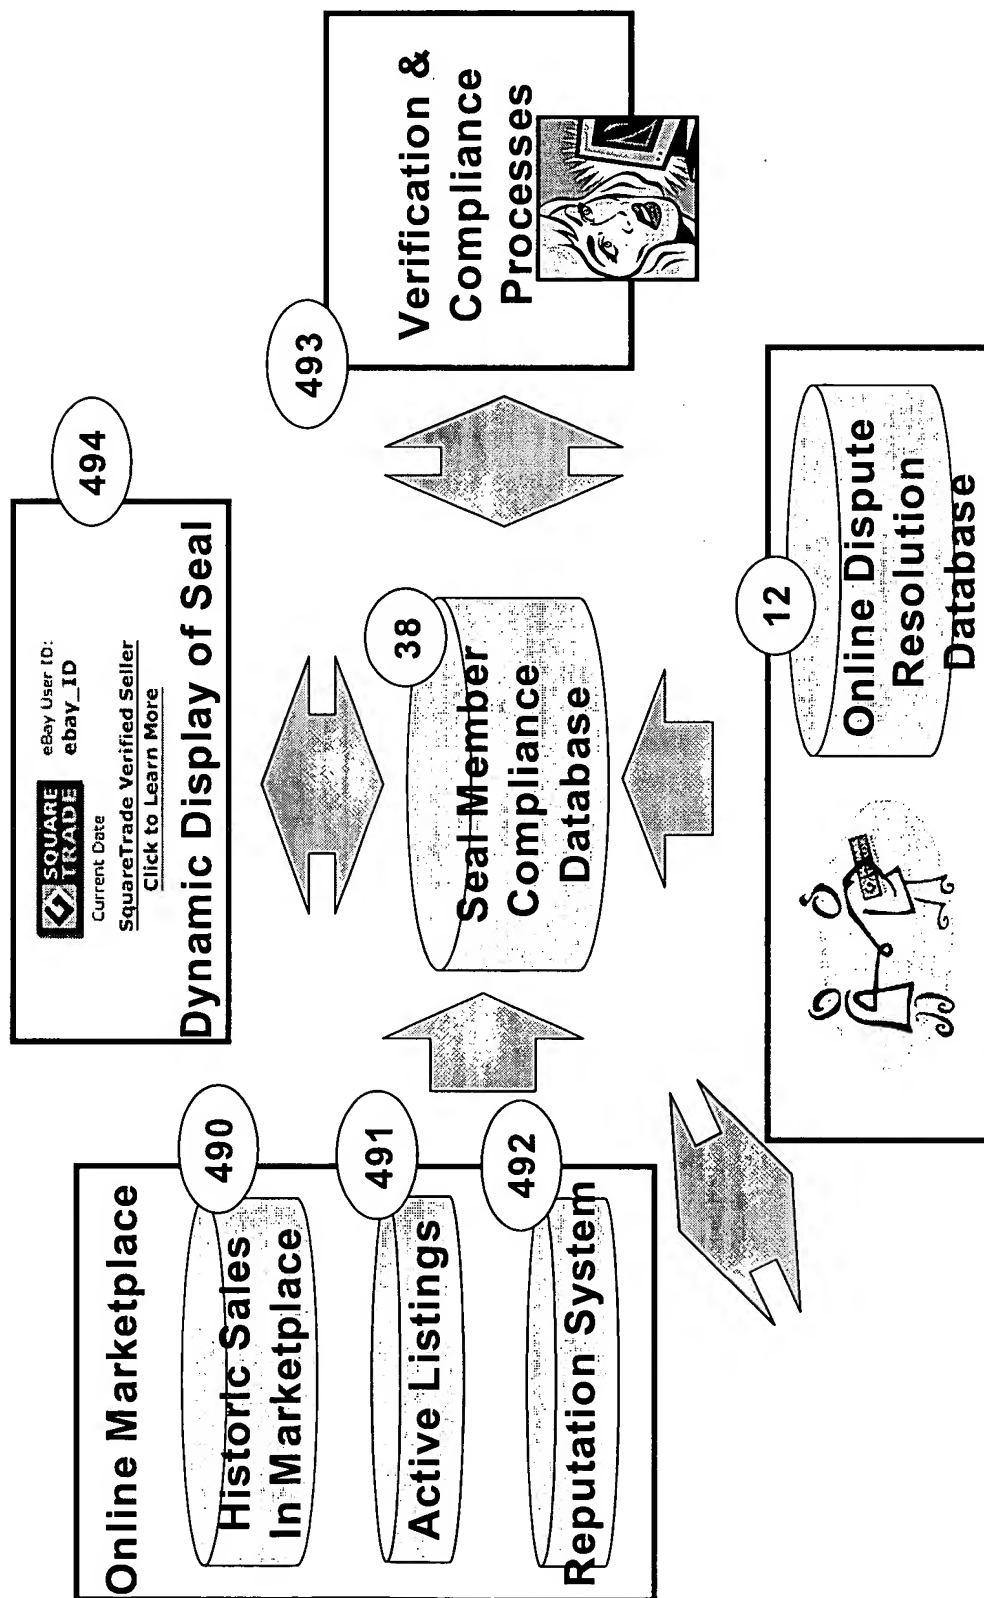 Online Marketplace
490
Historic Sales
In Marketplace
491
Active Listings
492
Reputation System
SQUARE
TRADE
eBay User ID:
ebay_ID
Current Date
SquareTrade Verified Seller
Click to Learn More
Dynamic Display of Seal
494
38
Seal Member
Compliance
Database
493
Verification &
Compliance
Processes
12
Online Dispute
Resolution
Database